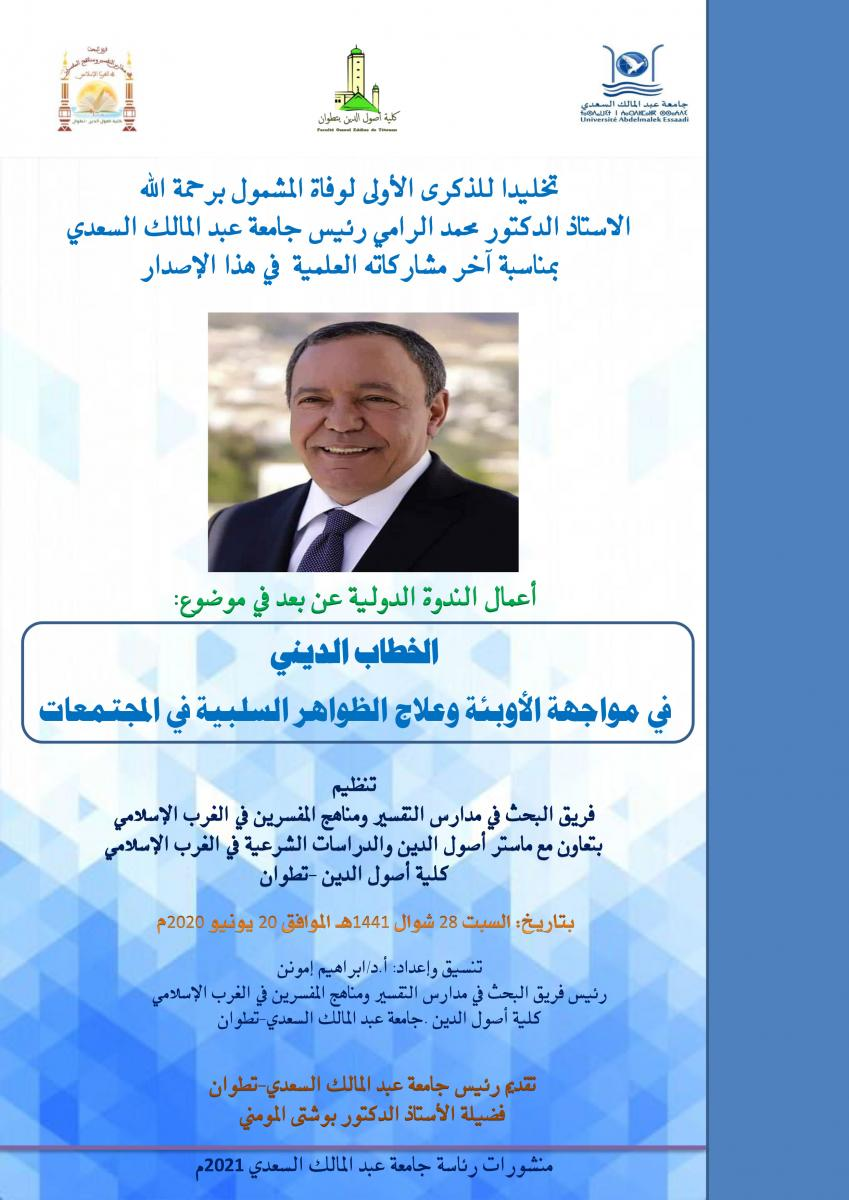 جامعة عبد المالك السعدي
Université Abdelmalek Essaadi
كلية أصول الدين بتطوان
Faculté Ossoul Eddine de Tétouan
فريق البحث
تخليدا للذكرى الأولى لوفاة المشمول برحمة الله
الاستاذ الدكتور محمد الرامي رئيس جامعة عبد المالك السعدي
بمناسبة آخر مشاركاته العلمية في هذا الإصدار
أعمال الندوة الدولية عن بعد في موضوع:
الخطاب الديني
في مواجهة الأوبئة وعلاج الظواهر السلبية في المجتمعات
تنظيم
فريق البحث في مدارس التفسير ومناهج المفسرين في الغرب الإسلامي
بتعاون مع ماستر أصول الدين والدراسات الشرعية في الغرب الإسلامي
كلية أصول الدين -تطوان
بتاريخ: السبت 28 شوال 1441هـ الموافق 20 يونيو 2020م
تنسيق وإعداد: أ.د/ابراهيم إمونن
رئيس فريق البحث في مدارس التفسير ومناهج المفسرين في الغرب الإسلامي
كلية أصول الدين .جامعة عبد المالك السعدي-تطوان
تقديم رئيس جامعة عبد المالك السعدي-تطوان
فضيلة الأستاذ الدكتور بوشتى المومني
منشورات رئاسة جامعة عبد المالك السعدي 2021م